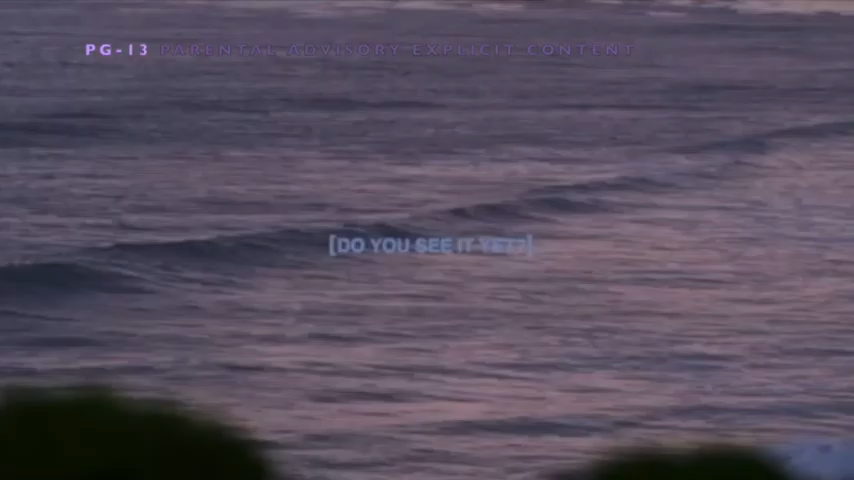 PG-13 PARENTAL ADVISORY EXPLICIT CONTENT
[DO YOU SEE IT YET?]